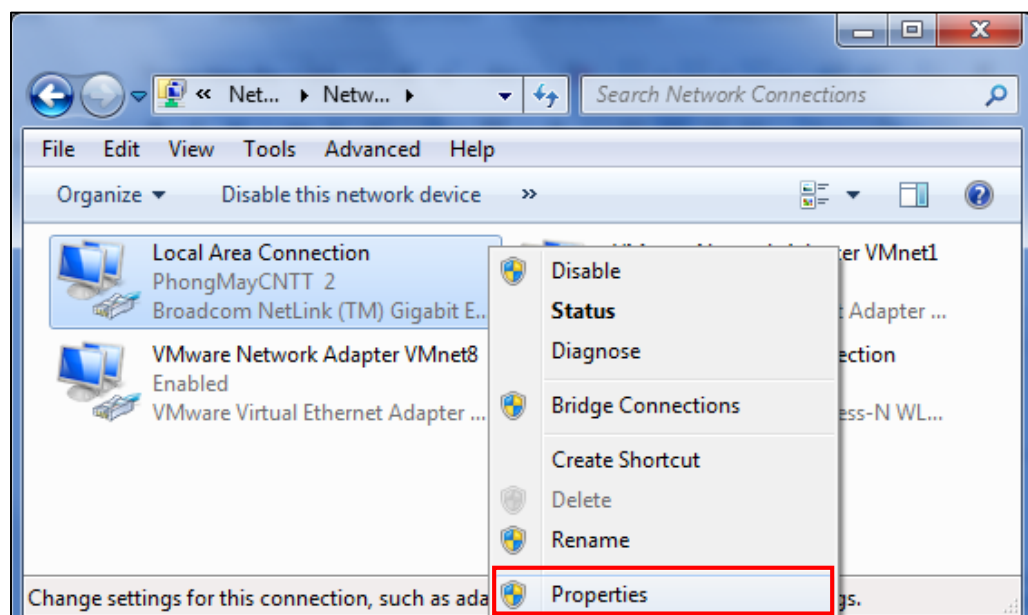 « Net... Netw...
Search Network Connections
File Edit View Tools Advanced Help
Organize Disable this network device »
Local Area Connection
PhongMayCNTT 2
Broadcom NetLink (TM) Gigabit E...
VMware Network Adapter VMnet8
Enabled
VMware Virtual Ethernet Adapter ...
Disable
Status
Diagnose
Bridge Connections
Create Shortcut
Delete
Rename
Properties
VMnet1
Adapter ...
ection
ess-N WL...
Change settings for this connection, such as ada
gs.